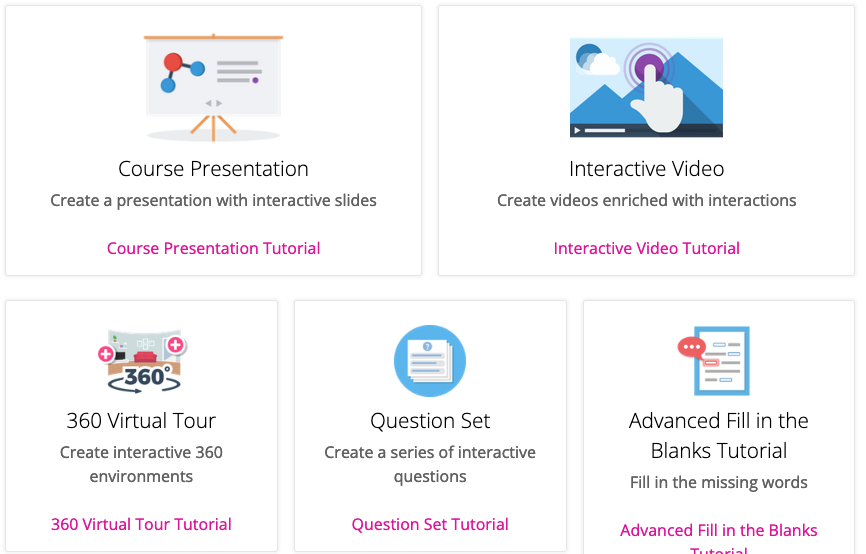 Course Presentation
Create a presentation with interactive slides
Course Presentation Tutorial
Interactive Video
Create videos enriched with interactions
Interactive Video Tutorial
360°
360 Virtual Tour
Create interactive 360
environments
360 Virtual Tour Tutorial
?
Question Set
Create a series of interactive
questions
Question Set Tutorial
Advanced Fill in the
Blanks Tutorial
Fill in the missing words
Advanced Fill in the Blanks
Tutorial